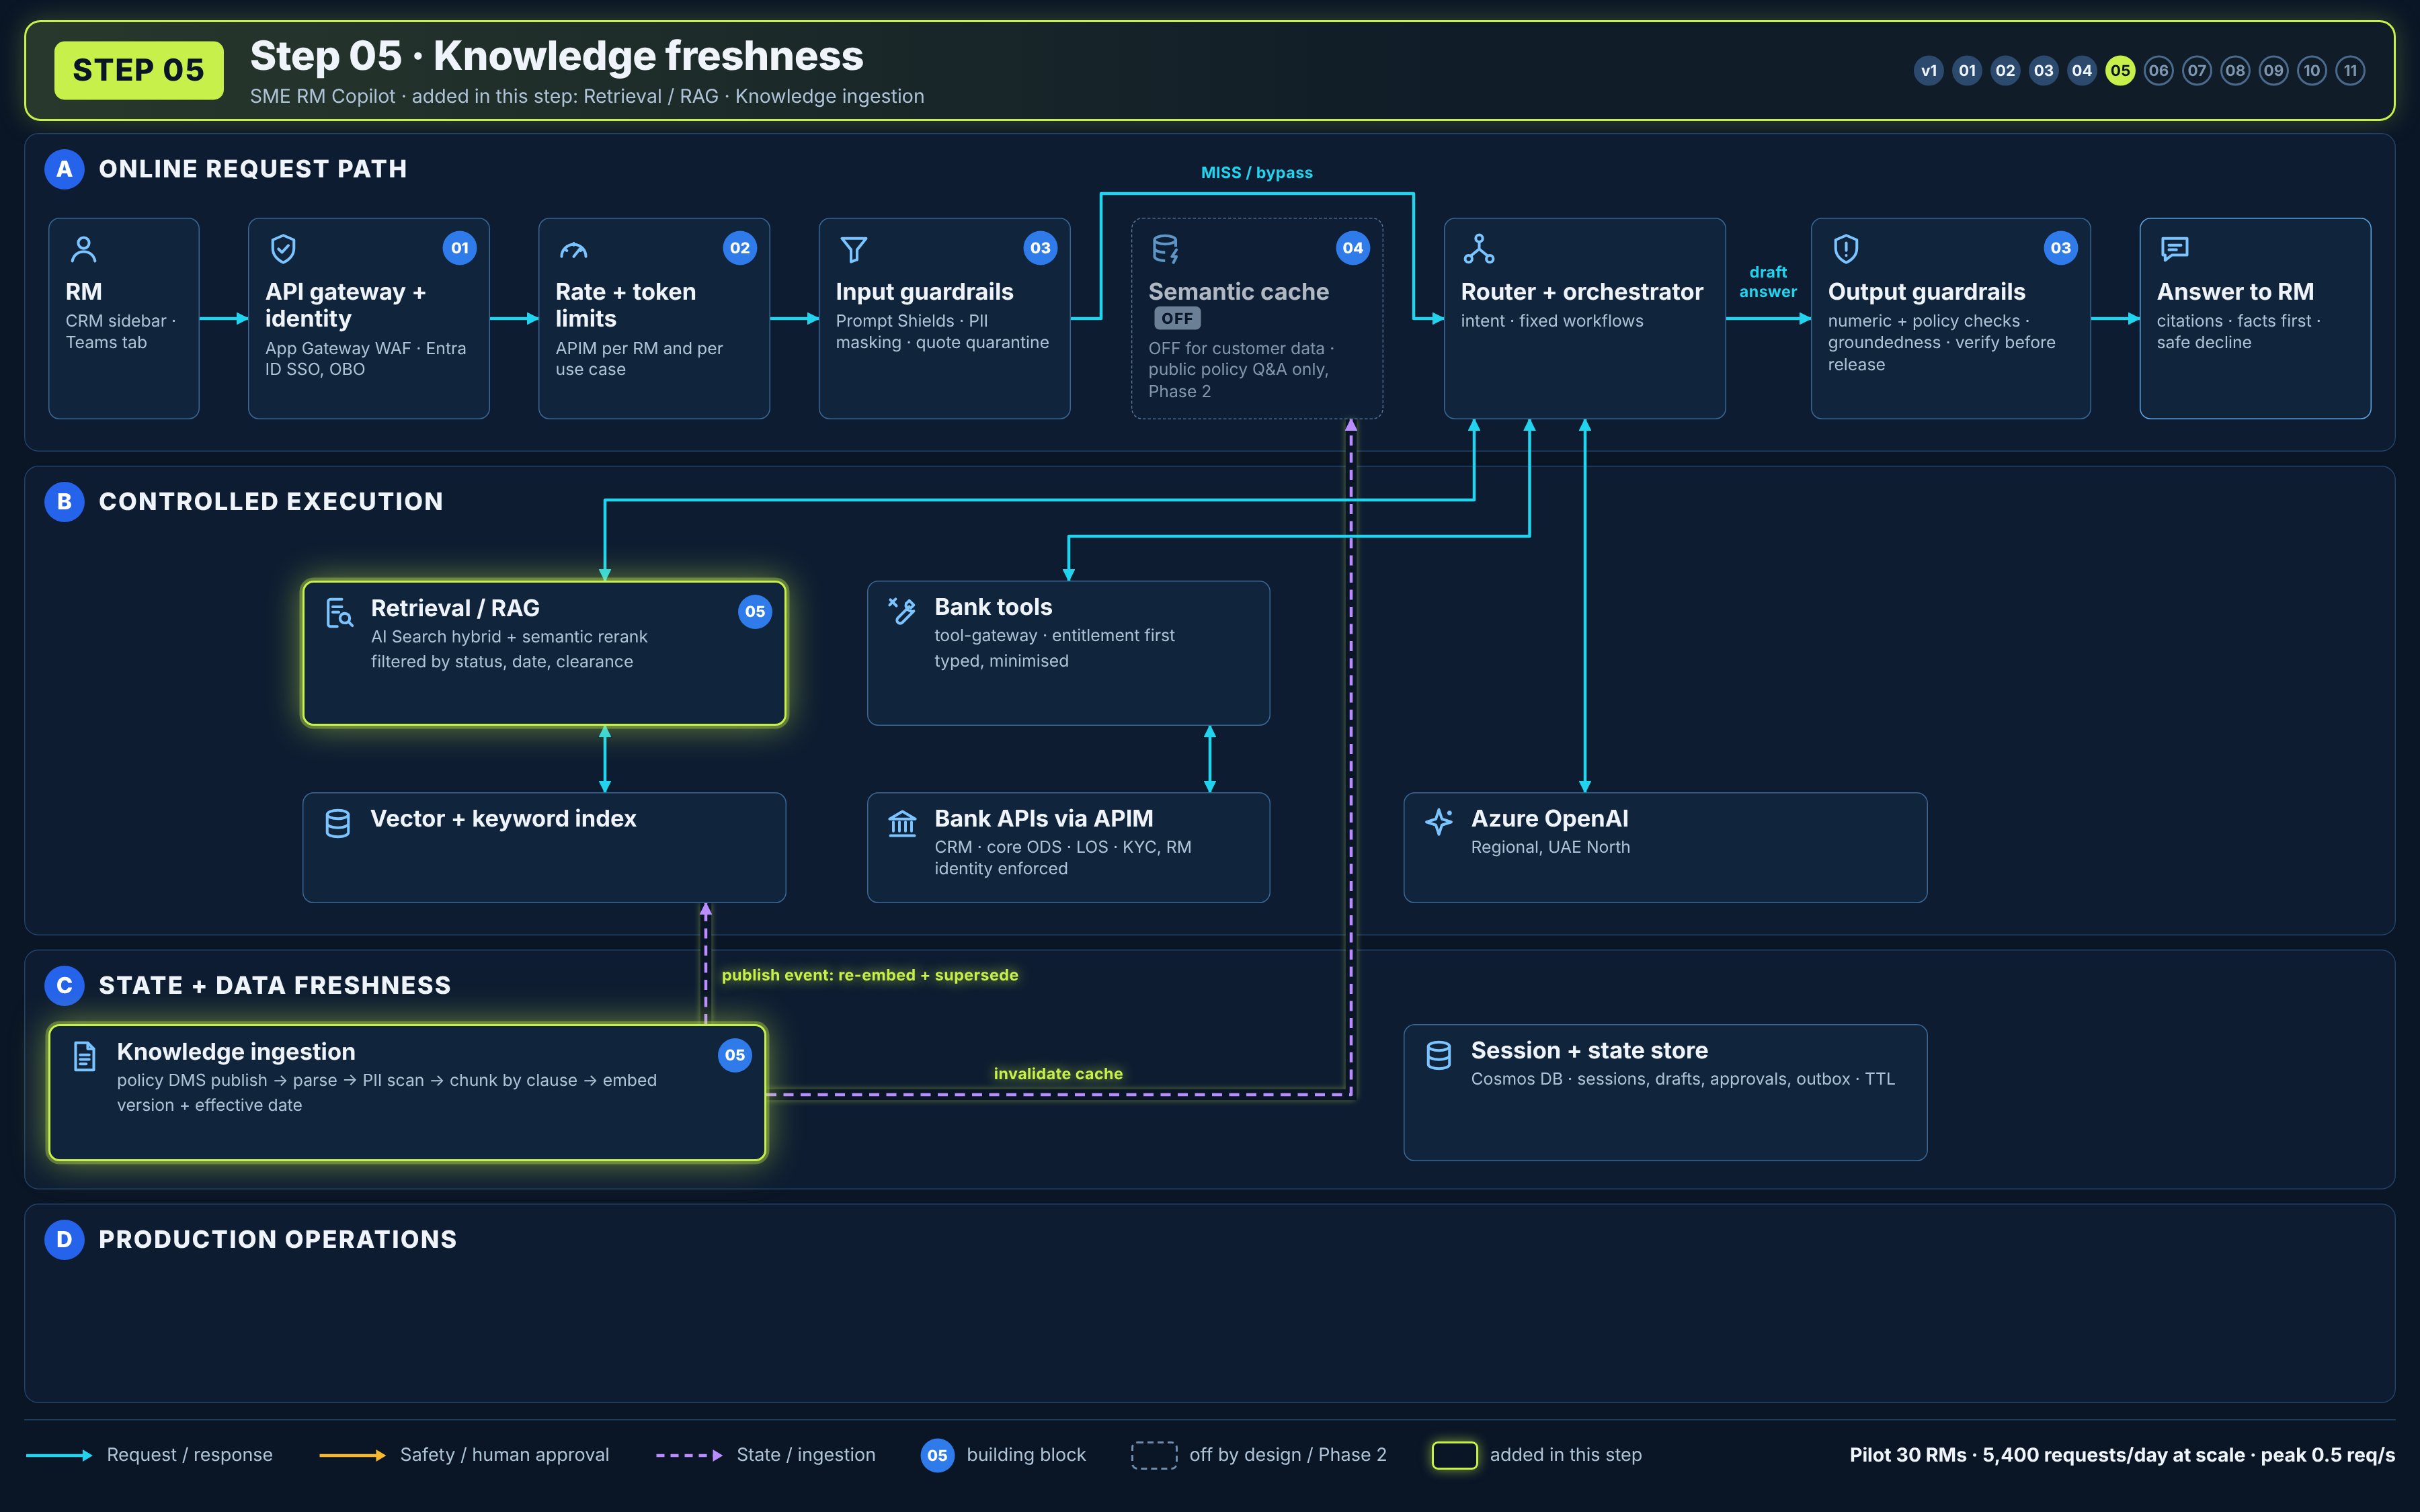 STEP 05
Step 05 · Knowledge freshness
SME RM Copilot · added in this step: Retrieval / RAG · Knowledge ingestion
v1 01 02 03 04 05 06 07 08 09 10 11
A ONLINE REQUEST PATH
MISS / bypass
RM
CRM sidebar ·
Teams tab
01
API gateway +
identity
App Gateway WAF · Entra
ID SSO, OBO
02
Rate + token
limits
APIM per RM and per
use case
03
Input guardrails
Prompt Shields · PII
masking · quote quarantine
04
Semantic cache
OFF
OFF for customer data ·
public policy Q&A only,
Phase 2
Router + orchestrator
intent · fixed workflows
draft
answer
03
Output guardrails
numeric + policy checks ·
groundedness · verify before
release
Answer to RM
citations · facts first ·
safe decline
B CONTROLLED EXECUTION
Retrieval / RAG
05
AI Search hybrid + semantic rerank
filtered by status, date, clearance
Bank tools
tool-gateway · entitlement first
typed, minimised
Vector + keyword index
Bank APIs via APIM
CRM · core ODS · LOS · KYC, RM
identity enforced
Azure OpenAI
Regional, UAE North
C STATE + DATA FRESHNESS
publish event: re-embed + supersede
Knowledge ingestion
05
policy DMS publish → parse → PII scan → chunk by clause → embed
version + effective date
invalidate cache
Session + state store
Cosmos DB · sessions, drafts, approvals, outbox · TTL
D PRODUCTION OPERATIONS
Request / response
Safety / human approval
State / ingestion
05 building block
off by design / Phase 2
added in this step
Pilot 30 RMs · 5,400 requests/day at scale · peak 0.5 req/s